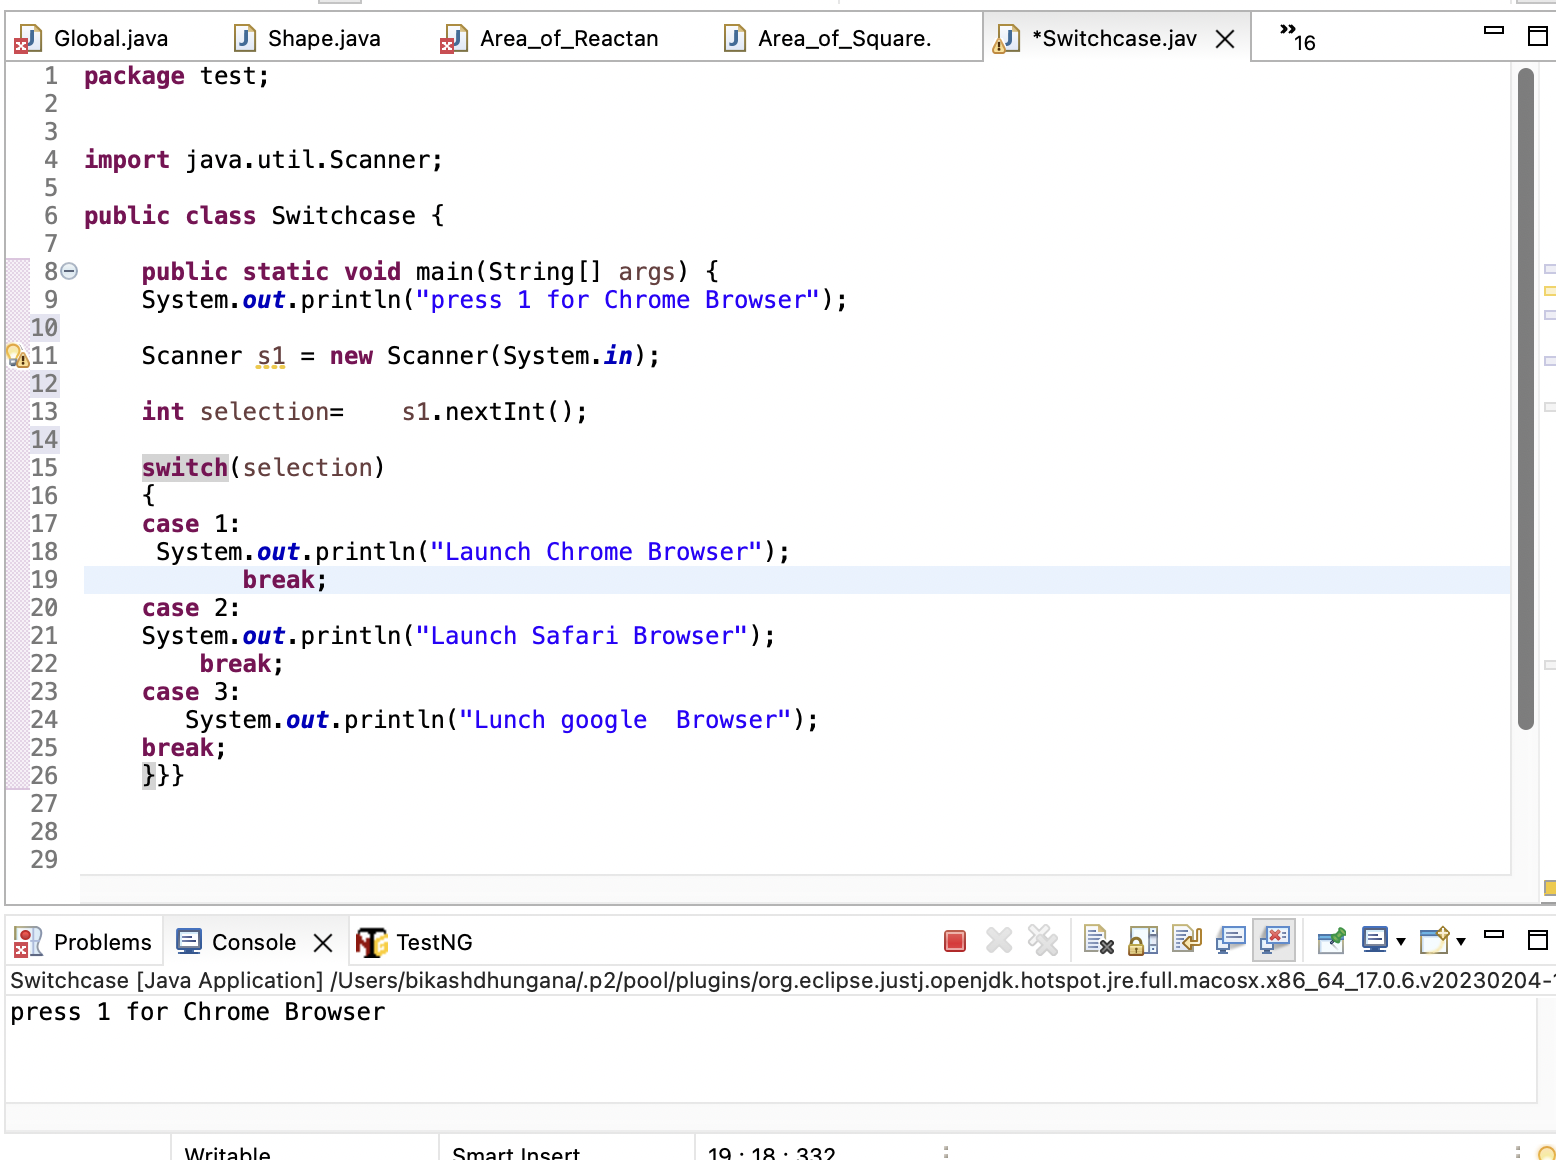 Global.java Shape.java Area_of_Reactan Area_of_Square. *Switchcase.jav »16
1 package test;
2
3
4 import java.util.Scanner;
5
6 public class Switchcase {
7
8 public static void main(String[] args) {
9 System.out.println("press 1 for Chrome Browser");
10
11 Scanner s1 = new Scanner(System.in);
12
13 int selection=    s1.nextInt();
14
15 switch(selection)
16 {
17 case 1:
18 System.out.println("Launch Chrome Browser");
19 break;
20 case 2:
21 System.out.println("Launch Safari Browser");
22 break;
23 case 3:
24 System.out.println("Lunch google  Browser");
25 break;
26 }}}
27
28
29
Problems Console TestNG
Switchcase [Java Application] /Users/bikashdhungana/.p2/pool/plugins/org.eclipse.justj.openjdk.hotspot.jre.full.macosx.x86_64_17.0.6.v20230204-1
press 1 for Chrome Browser
Writable Smart Insert 19 : 18 : 332